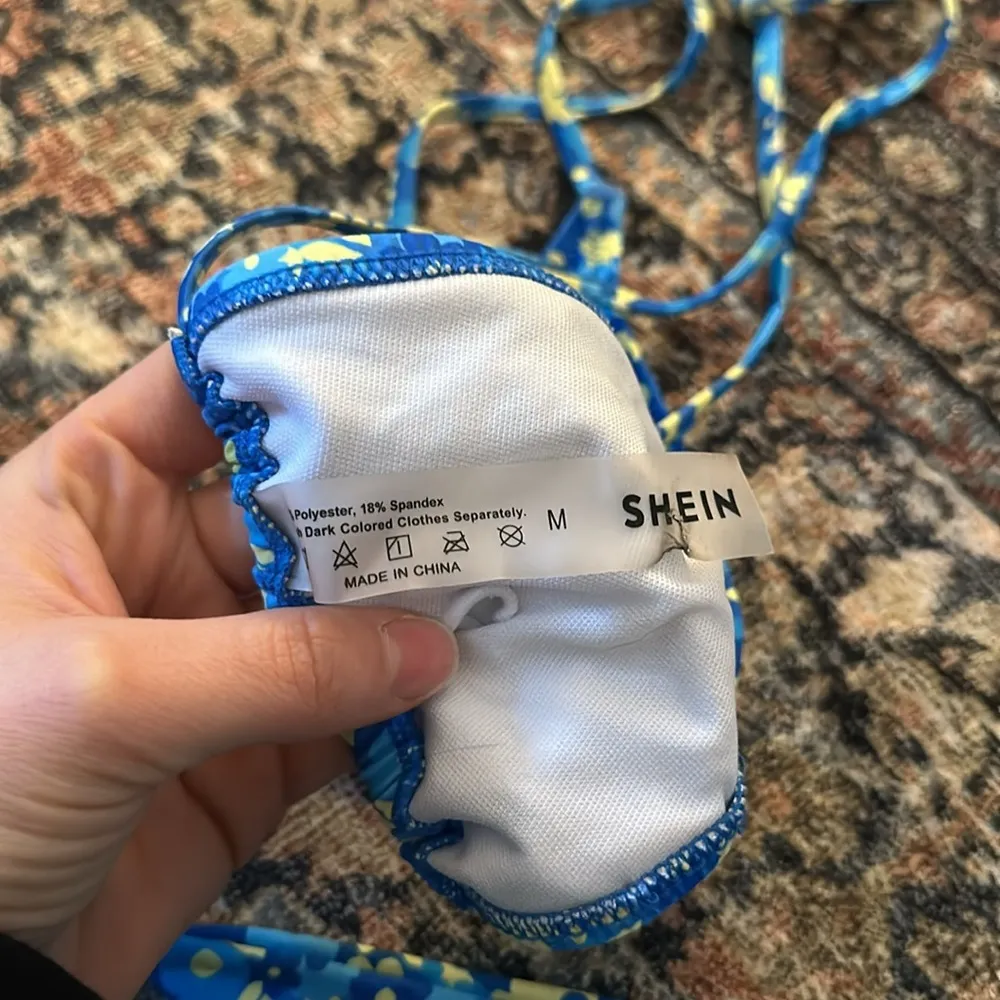 Polyester, 18% Spandex
Dark Colored Clothes Separately.
M
SHEIN
MADE IN CHINA